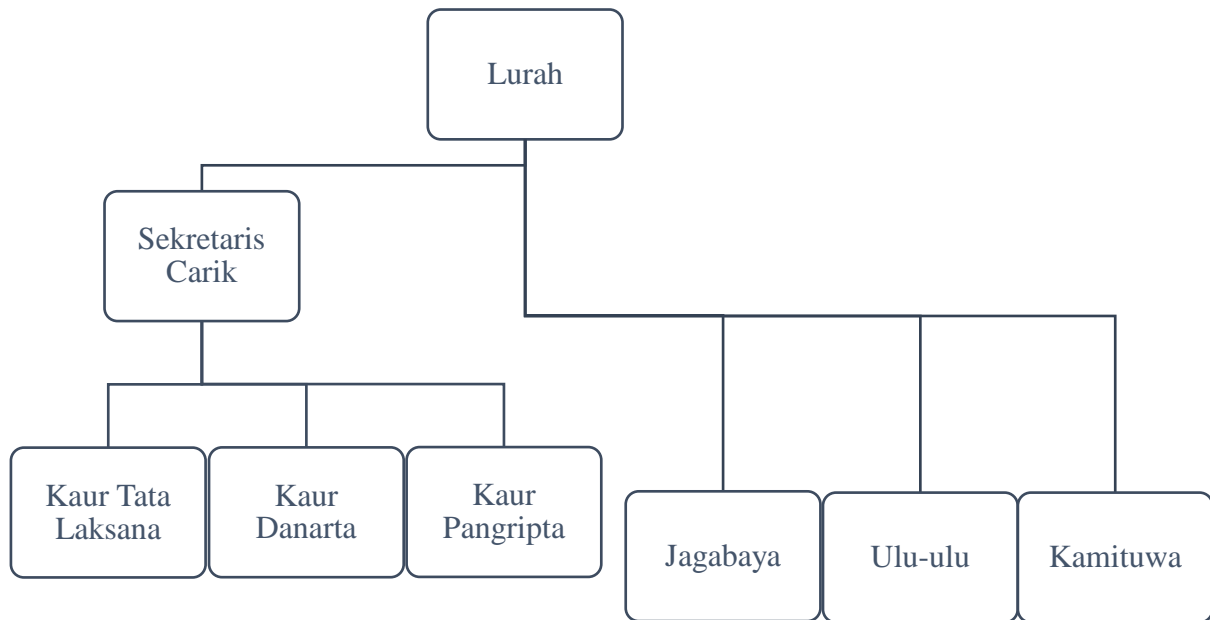 Lurah
Sekretaris
Carik
Kaur Tata
Laksana
Kaur
Danarta
Kaur
Pangripta
Jagabaya
Ulu-ulu
Kamituwa